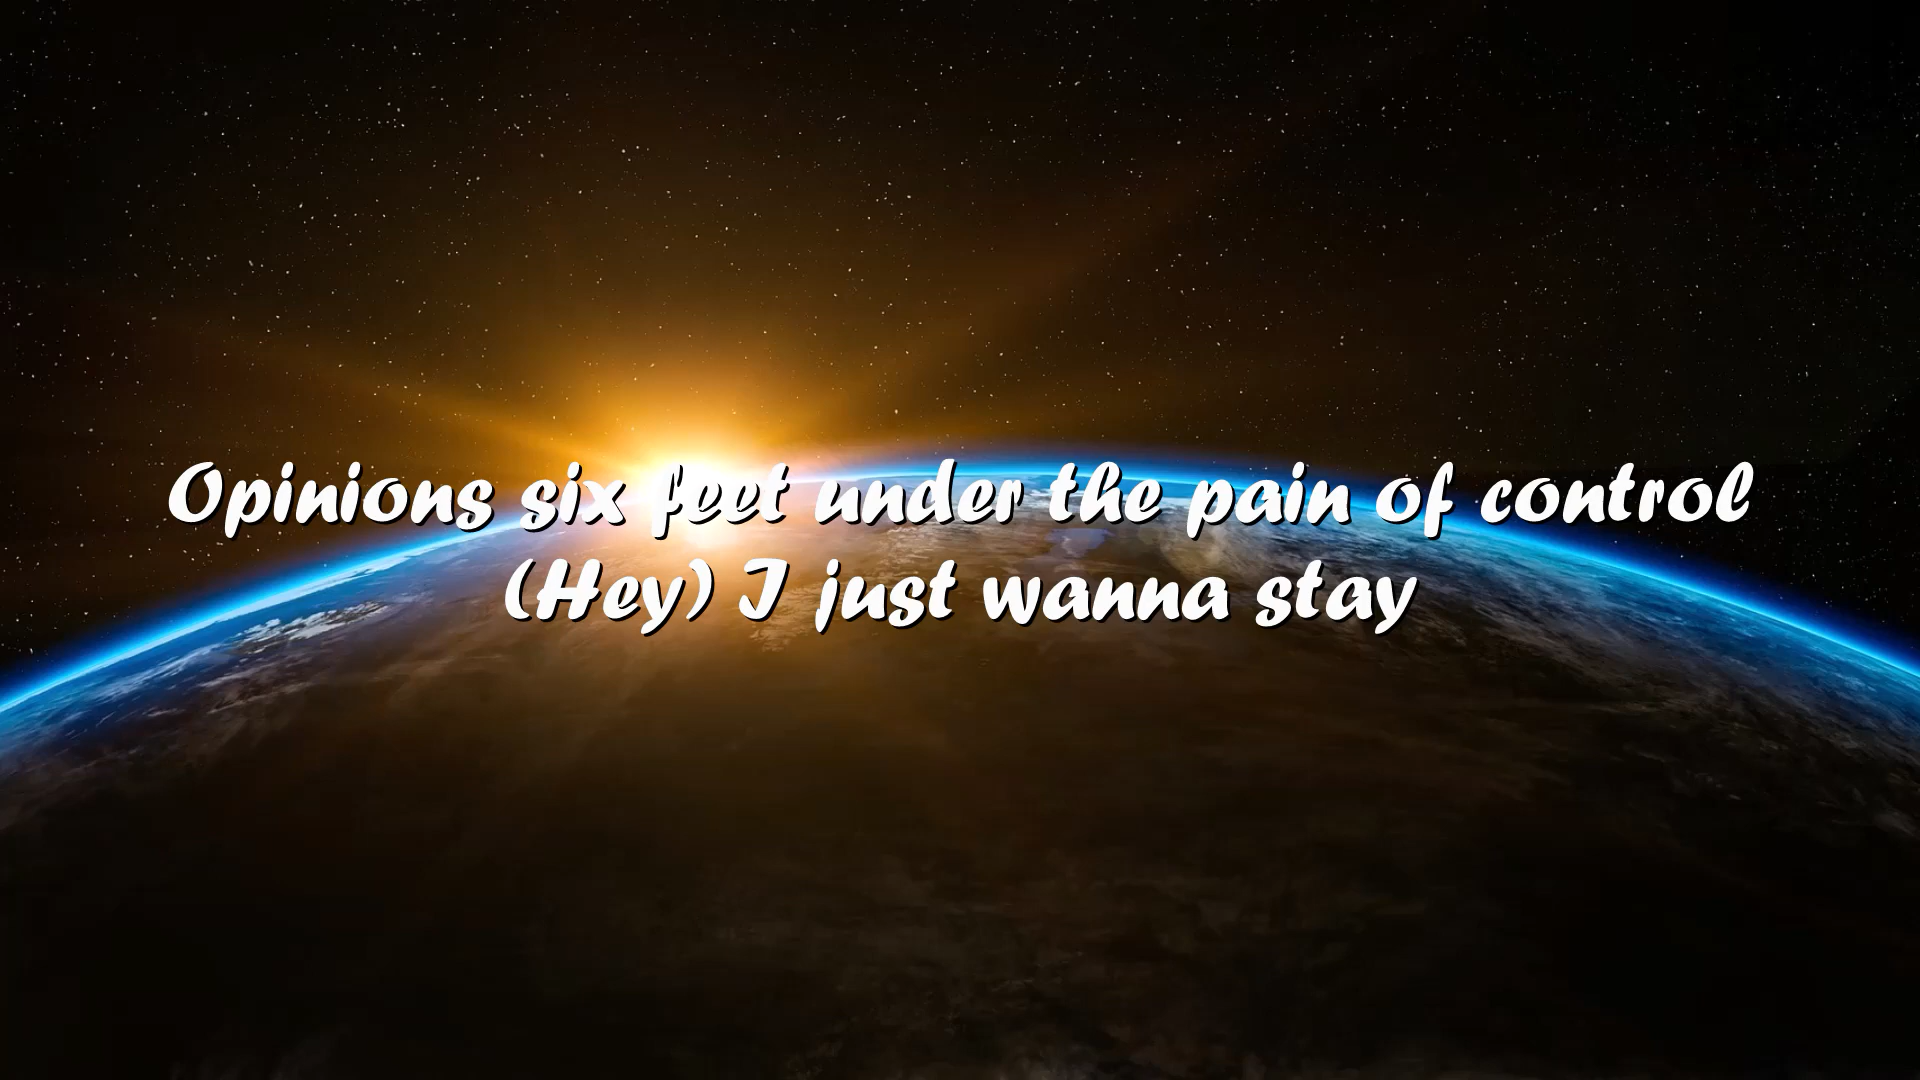 Opinions six feet under the pain of control
(Hey) I just wanna stay